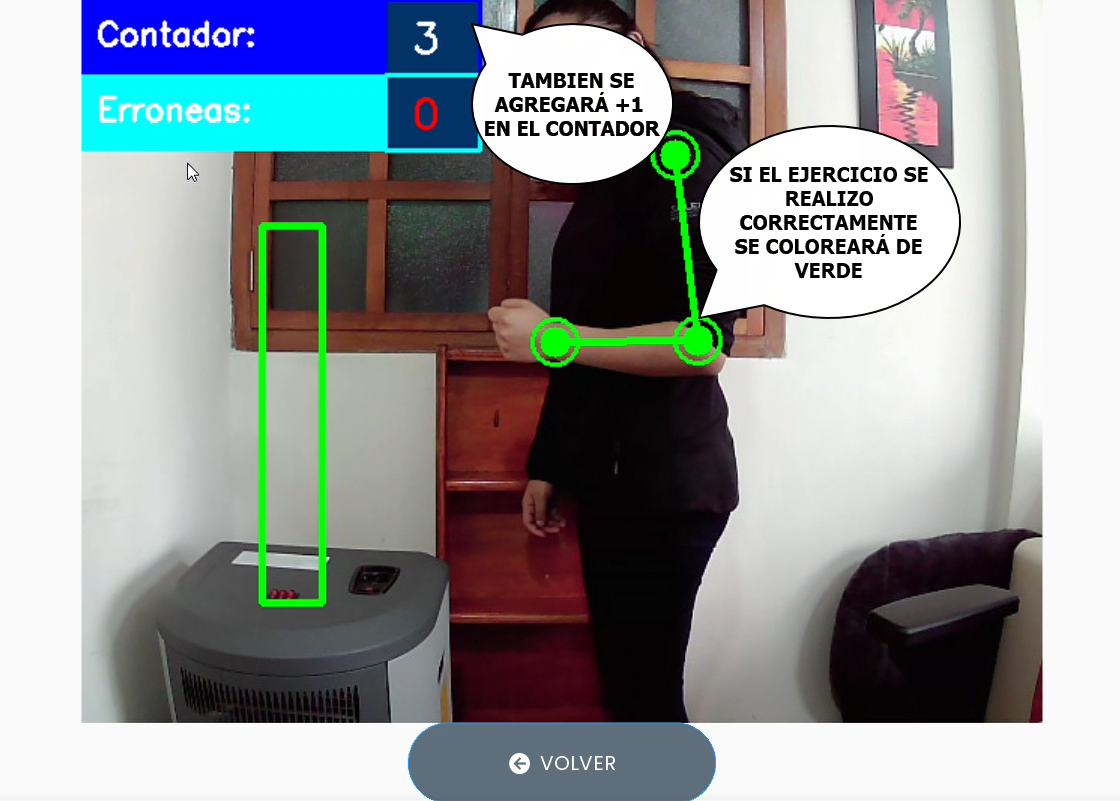 Contador: 3
Erroneas: 0
TAMBIEN SE
AGREGARÁ +1
EN EL CONTADOR
SI EL EJERCICIO SE
REALIZO
CORRECTAMENTE
SE COLOREARÁ DE
VERDE
VOLVER